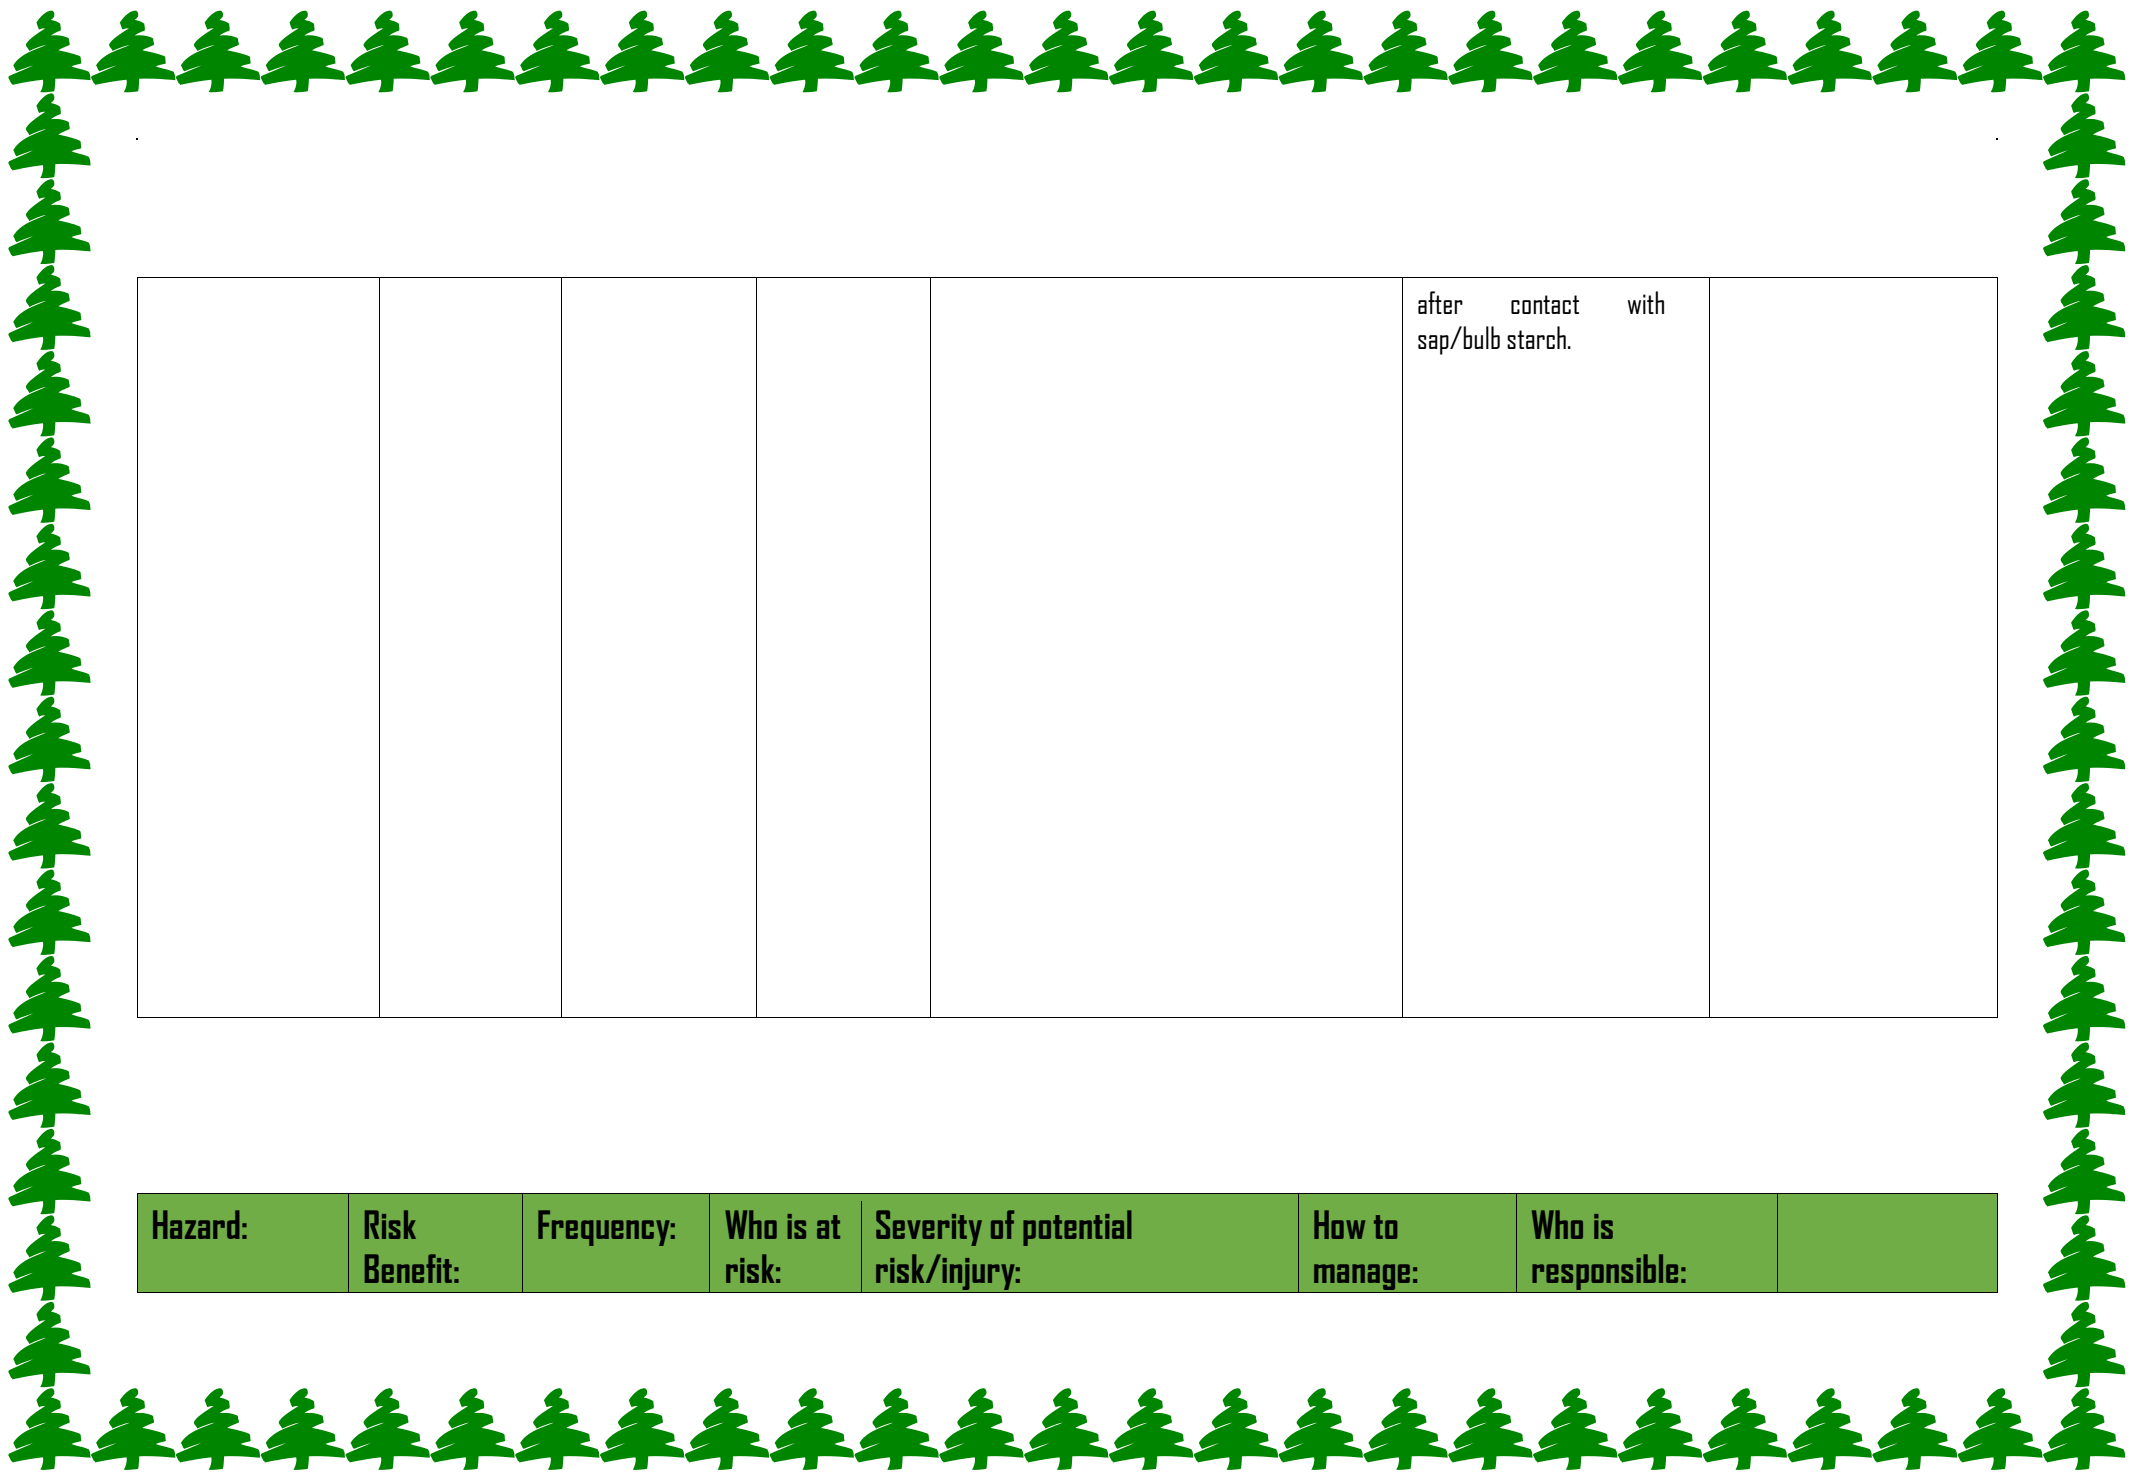 after contact with
sap/bulb starch.
Hazard:
Risk
Benefit:
Frequency:
Who is at
risk:
Severity of potential
risk/injury:
How to
manage:
Who is
responsible: